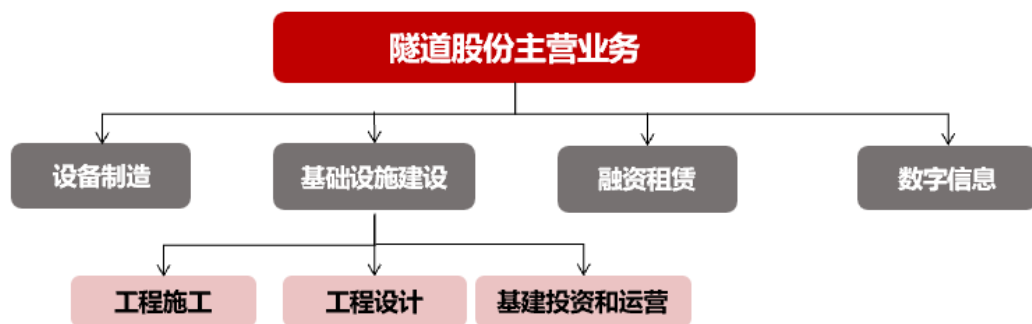 隧道股份主营业务
设备制造
基础设施建设
融资租赁
数字信息
工程施工
工程设计
基建投资和运营